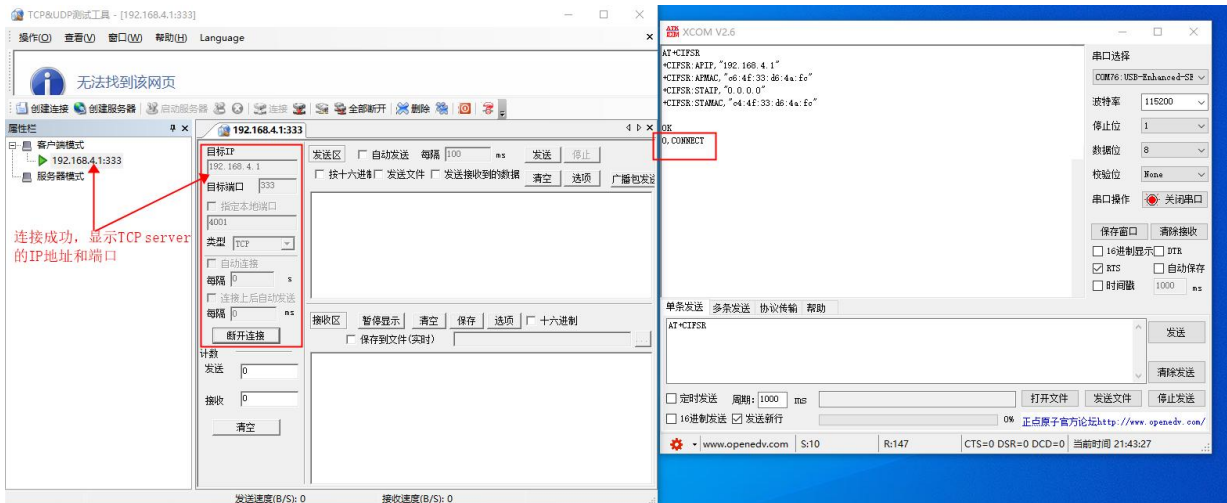 TCP&UDP测试工具 - [192.168.4.1:333]
操作(O) 查看(V) 窗口(W) 帮助(H) Language
无法找到该网页
创建连接 创建服务器 启动服务器 连接 全部断开 删除
属性栏
客户端模式
192.168.4.1:333
服务器模式
连接成功，显示TCP server
的IP地址和端口
192.168.4.1:333
目标IP
192.168.4.1
目标端口 333
指定本地端口
4001
类型 TCP
自动连接
每隔 0 s
连接上后自动发送
每隔 0 ms
断开连接
计数
发送 0
接收 0
清空
发送区 自动发送 每隔 100 ms 发送 停止
按十六进制 发送文件 发送接收到的数据 清空 选项 广播包发送
接收区 暂停显示 清空 保存 选项 十六进制
保存到文件(实时) ...
发送速度(B/S): 0 接收速度(B/S): 0
ATK XCOM V2.6
AT+CIFSR
+CIFSR:APIP,"192.168.4.1"
+CIFSR:APMAC,"c6:4f:33:d6:4a:fc"
+CIFSR:STAIP,"0.0.0.0"
+CIFSR:STAMAC,"c4:4f:33:d6:4a:fc"
OK
0,CONNECT
串口选择
COM76:USB-Enhanced-SE
波特率 115200
停止位 1
数据位 8
校验位 None
串口操作 关闭串口
保存窗口 清除接收
16进制显示 DTR
RTS 自动保存
时间戳 1000 ms
单条发送 多条发送 协议传输 帮助
AT+CIFSR
发送
清除发送
定时发送 周期: 1000 ms 打开文件 发送文件 停止发送
16进制发送 发送新行 0% 正点原子官方论坛http://www.openedv.com/
www.openedv.com S:10 R:147 CTS=0 DSR=0 DCD=0 当前时间 21:43:27